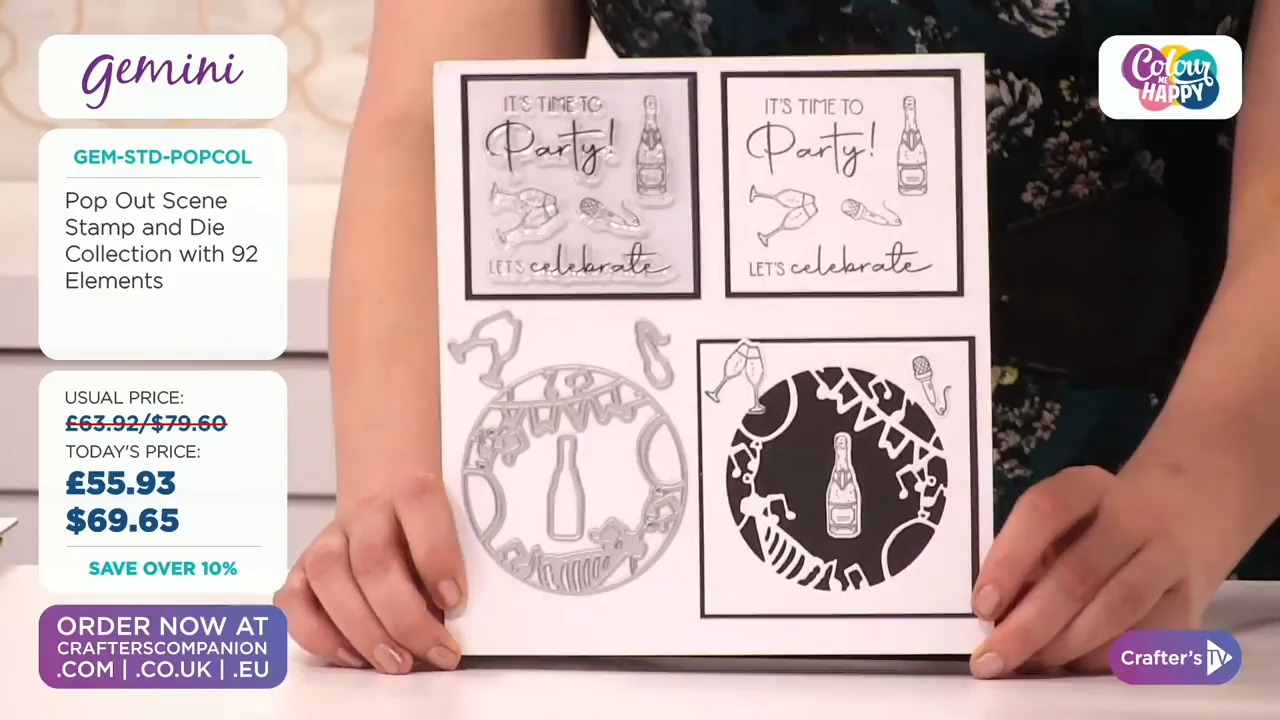 gemini
GEM-STD-POPCOL
Pop Out Scene
Stamp and Die
Collection with 92
Elements
USUAL PRICE:
£63.92/$79.60
TODAY'S PRICE:
£55.93
$69.65
SAVE OVER 10%
ORDER NOW AT
CRAFTERSCOMPANION
.COM | .CO.UK | .EU
IT'S TIME TO
Party!
LET'S celebrate
IT'S TIME TO
Party!
LET'S celebrate
Colour
ME
HAPPY
Crafter's TV